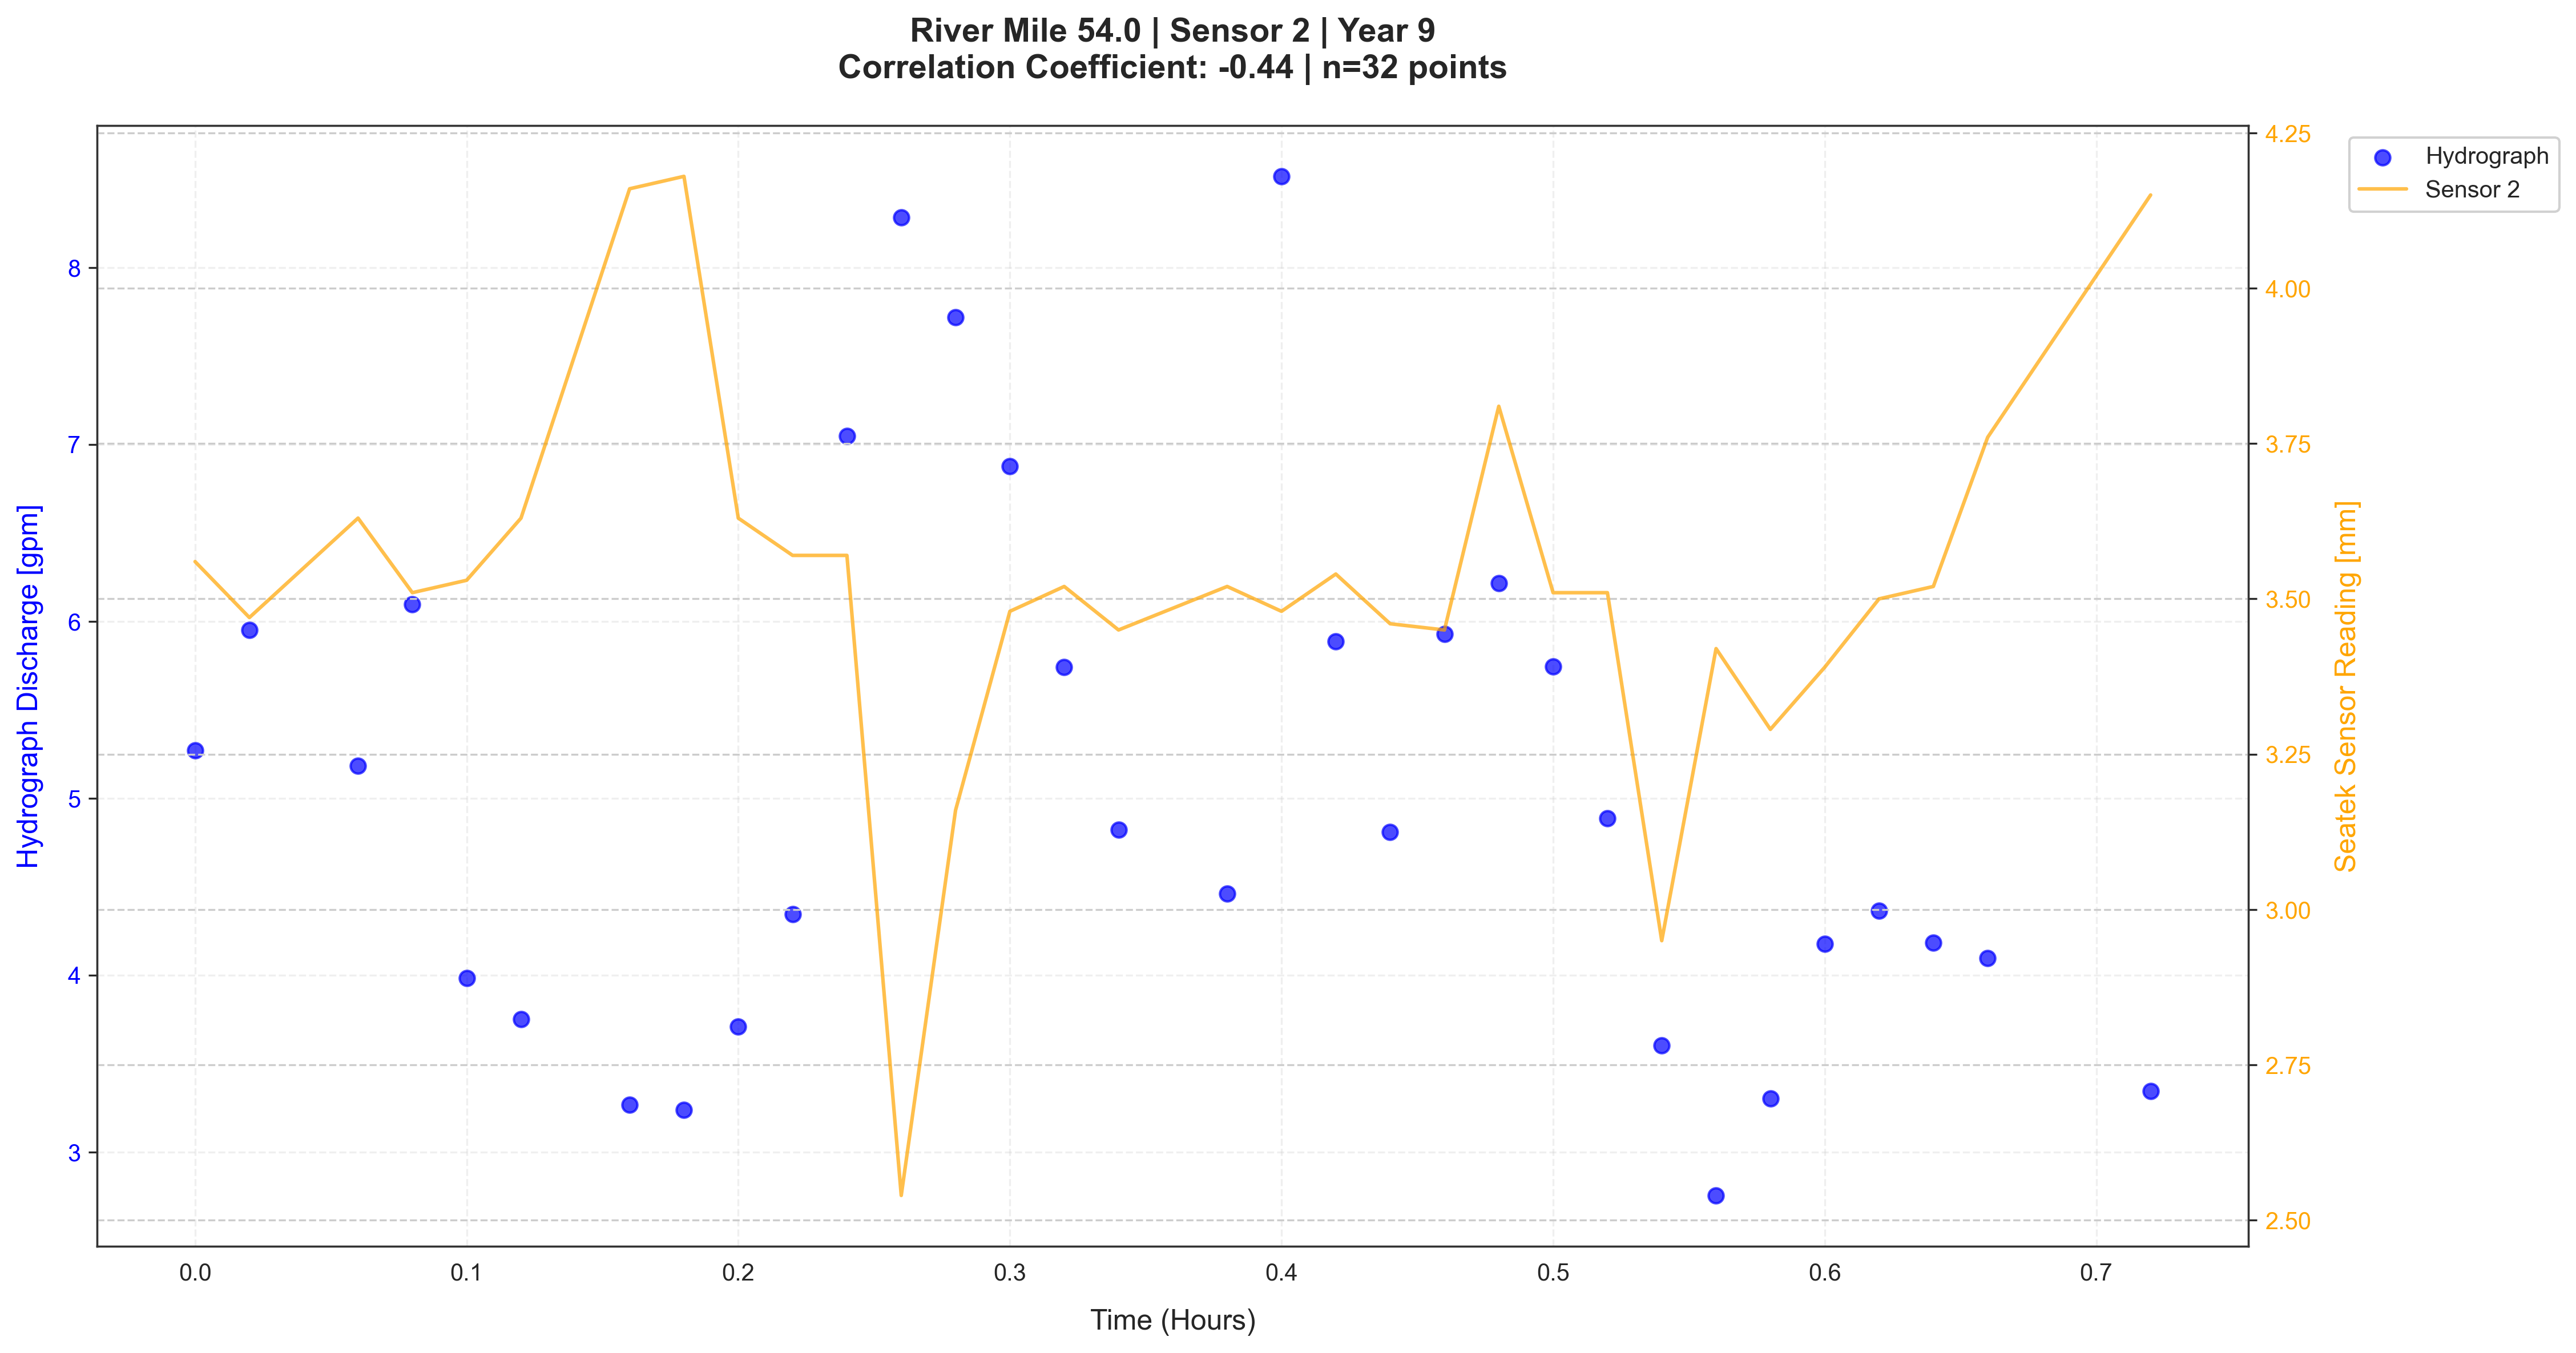 River Mile 54.0 | Sensor 2 | Year 9
Correlation Coefficient: -0.44 | n=32 points
Hydrograph
Sensor 2
Hydrograph Discharge [gpm]
8
7
6
5
4
3
4.25
4.00
3.75
3.50
3.25
3.00
2.75
2.50
Seatek Sensor Reading [mm]
0.0 0.1 0.2 0.3 0.4 0.5 0.6 0.7
Time (Hours)